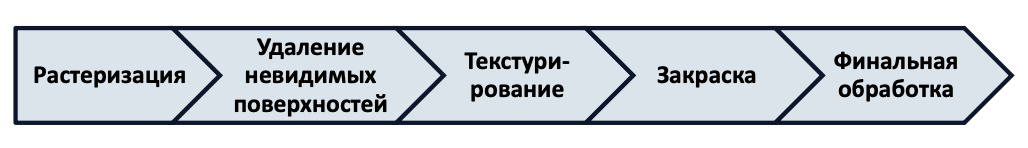 Растеризация
Удаление
невидимых
поверхностей
Текстури-
рование
Закраска
Финальная
обработка